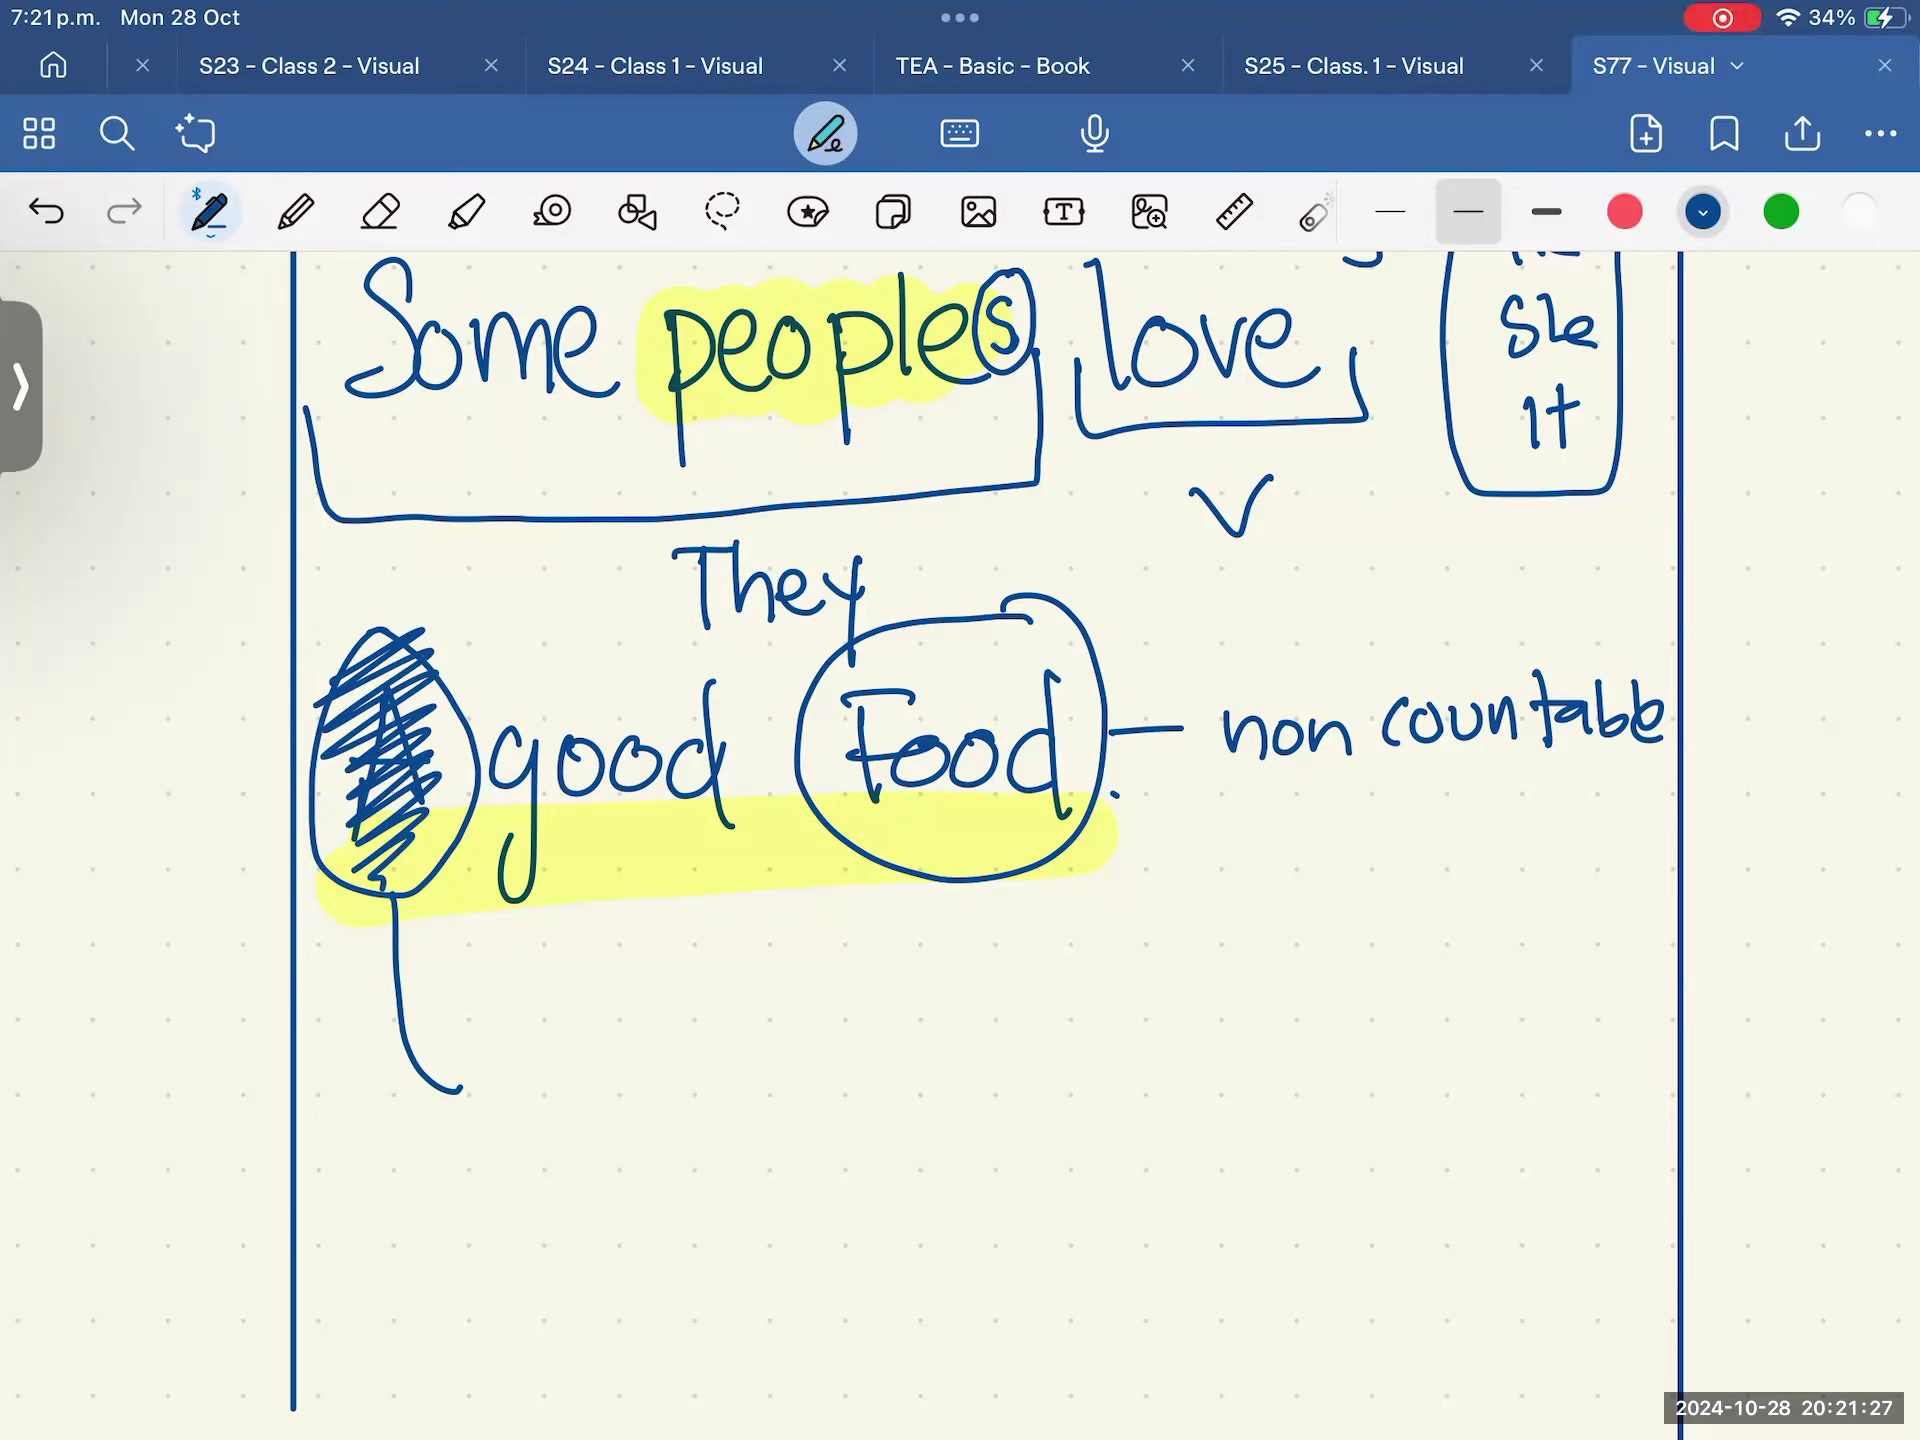 7:21p.m. Mon 28 Oct
34%
S23 - Class 2 - Visual
S24 - Class 1 - Visual
TEA - Basic - Book
S25 - Class. 1 - Visual
S77 - Visual
Some peoples love
She
It
V
They
A good Food. — non countable
2024-10-28 20:21:27